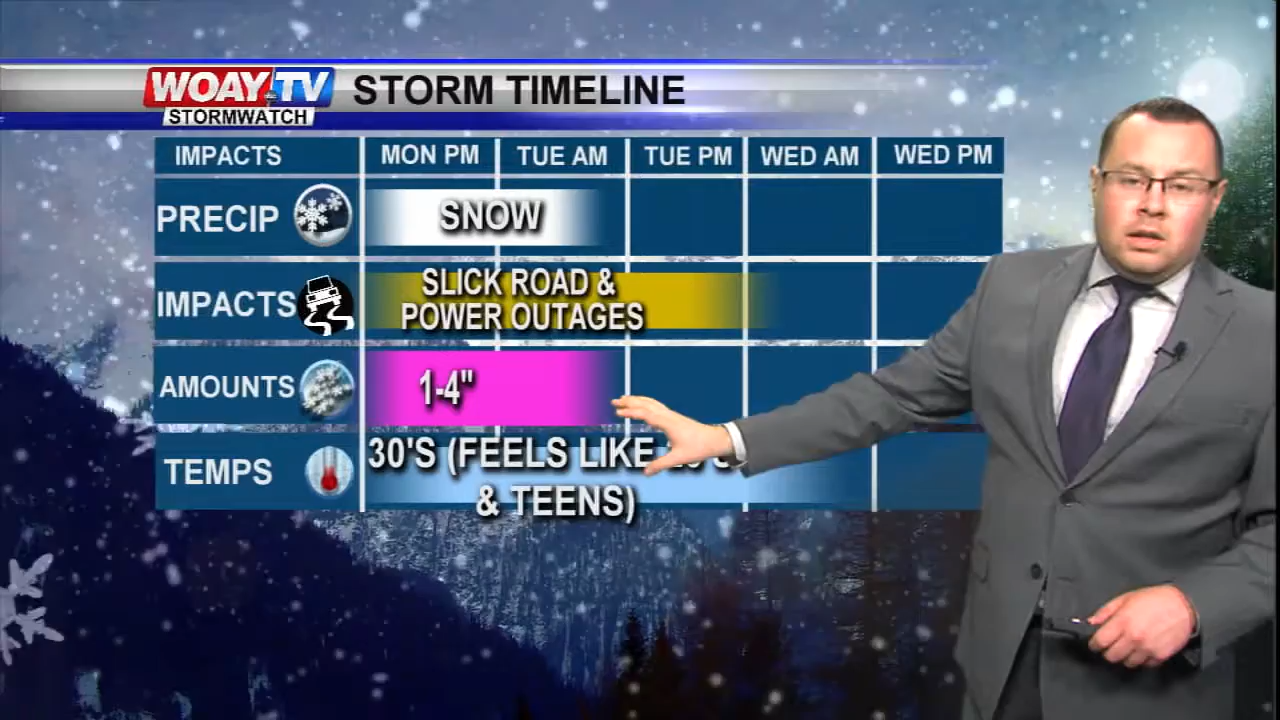 WOAY-TV STORM TIMELINE
STORMWATCH
IMPACTS MON PM TUE AM TUE PM WED AM WED PM
PRECIP SNOW
IMPACTS SLICK ROAD &
POWER OUTAGES
AMOUNTS 1-4"
TEMPS 30'S (FEELS LIKE
& TEENS)